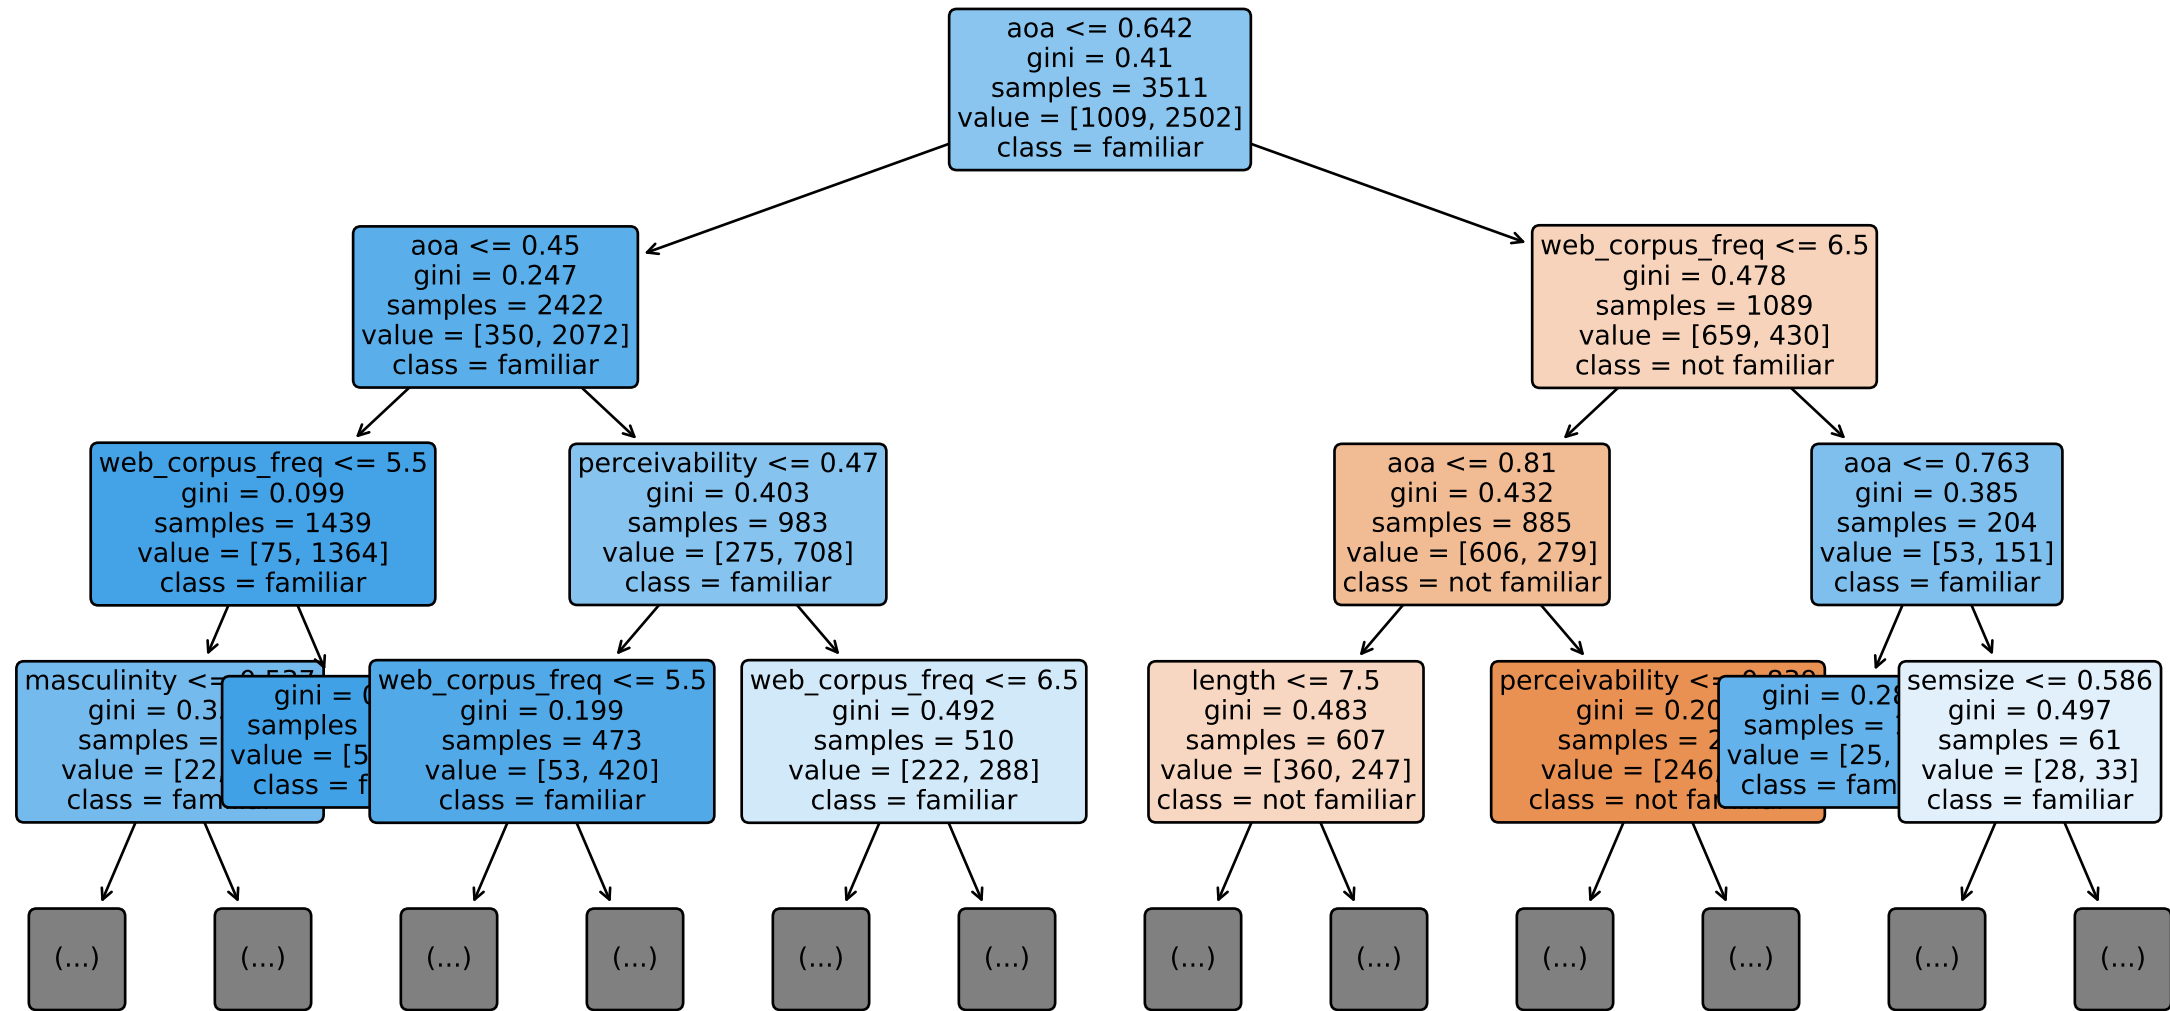 aoa <= 0.642
gini = 0.41
samples = 3511
value = [1009, 2502]
class = familiar
aoa <= 0.45
gini = 0.247
samples = 2422
value = [350, 2072]
class = familiar
web_corpus_freq <= 6.5
gini = 0.478
samples = 1089
value = [659, 430]
class = not familiar
web_corpus_freq <= 5.5
gini = 0.099
samples = 1439
value = [75, 1364]
class = familiar
perceivability <= 0.47
gini = 0.403
samples = 983
value = [275, 708]
class = familiar
aoa <= 0.81
gini = 0.432
samples = 885
value = [606, 279]
class = not familiar
aoa <= 0.763
gini = 0.385
samples = 204
value = [53, 151]
class = familiar
masculinity <=
gini =
samples =
value = [22,
class =
gini =
samples
value =
class =
web_corpus_freq <= 5.5
gini = 0.199
samples = 473
value = [53, 420]
class = familiar
web_corpus_freq <= 6.5
gini = 0.492
samples = 510
value = [222, 288]
class = familiar
length <= 7.5
gini = 0.483
samples = 607
value = [360, 247]
class = not familiar
perceivability <=
gini =
samples =
value = [246,
class = not
gini =
samples =
value = [25,
class =
semsize <= 0.586
gini = 0.497
samples = 61
value = [28, 33]
class = familiar
(...)
(...)
(...)
(...)
(...)
(...)
(...)
(...)
(...)
(...)
(...)
(...)